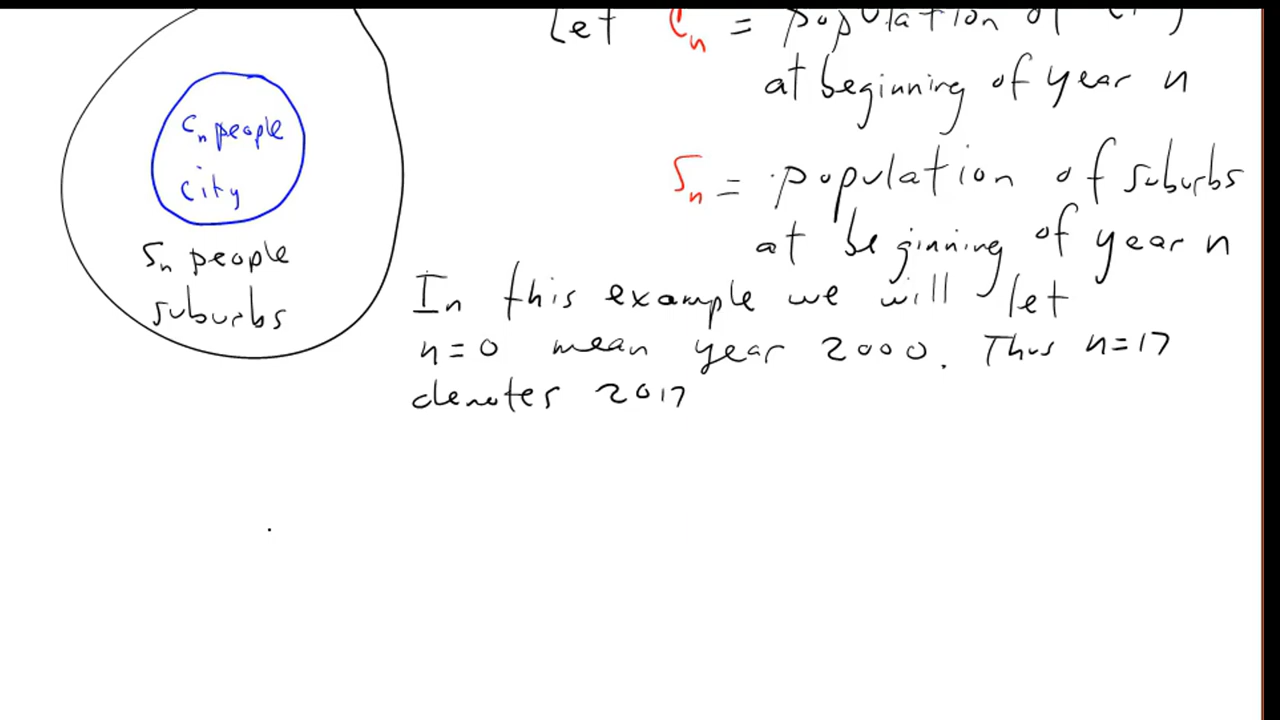 Let Cn = population of city
at beginning of year n
Sn = population of suburbs
at beginning of year n
Cn people
city
Sn people
suburbs
In this example we will let
n=0 mean year 2000. Thus n=17
denotes 2017